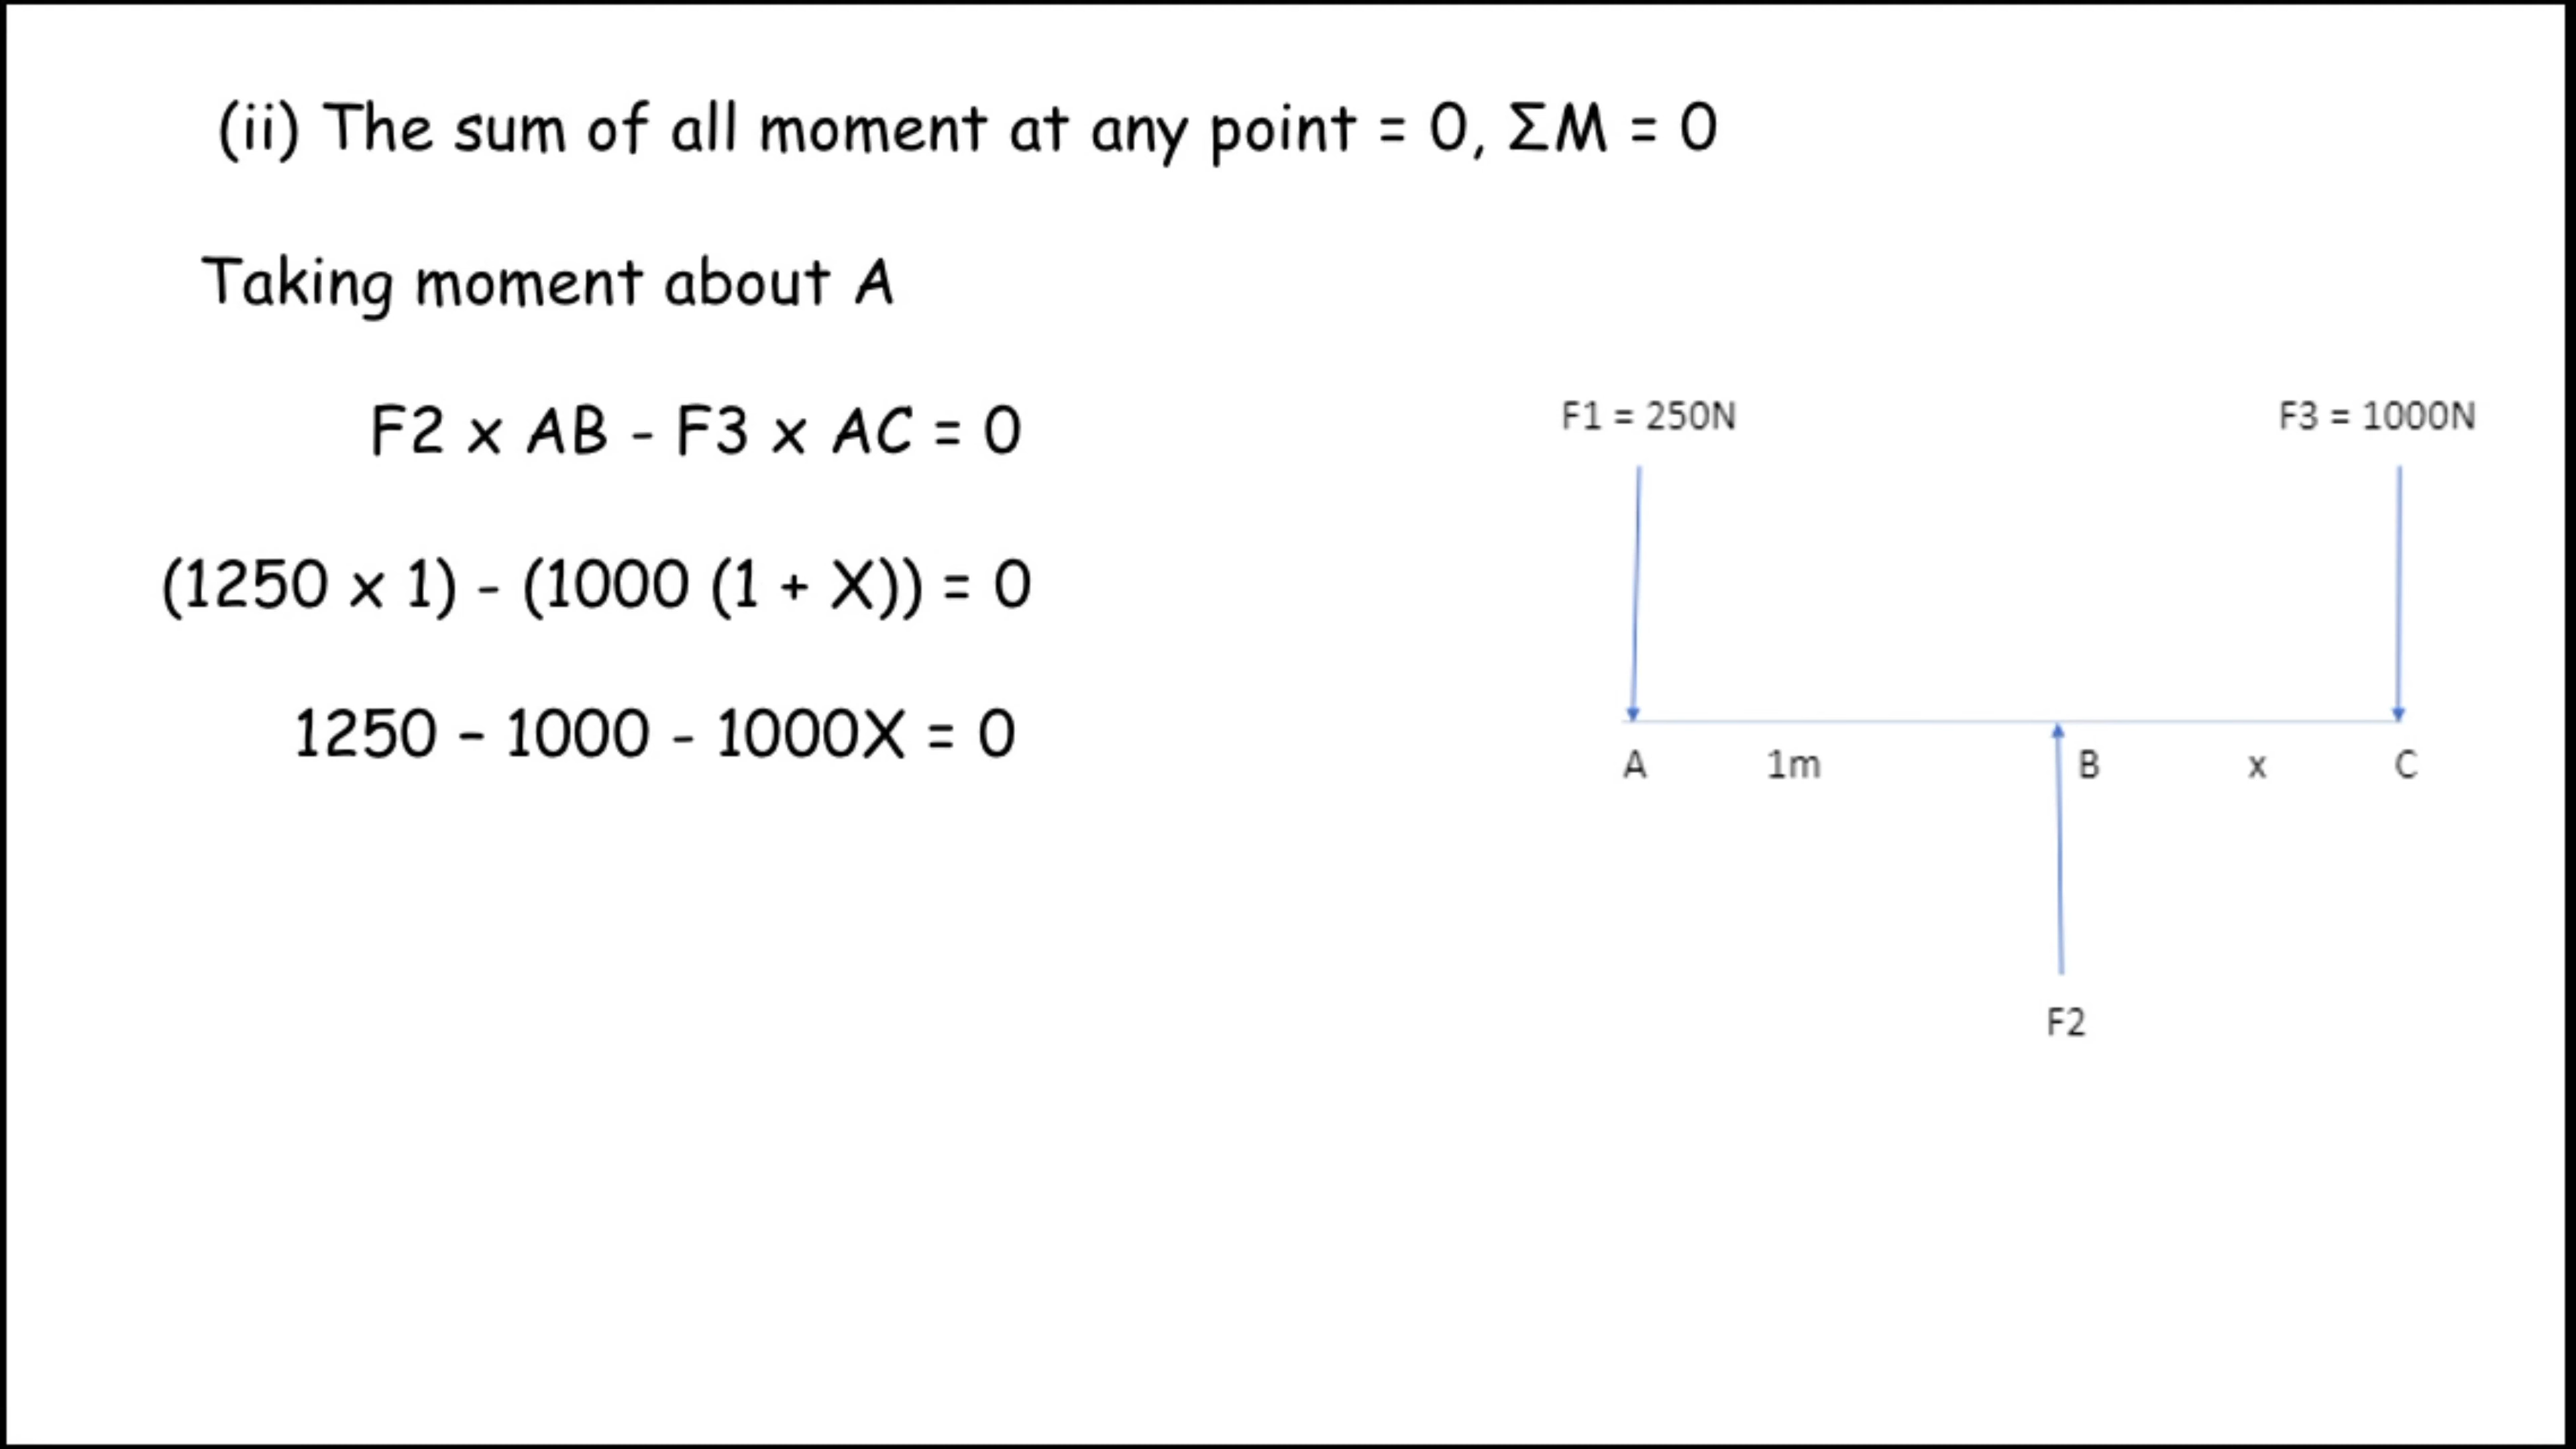 (ii) The sum of all moment at any point = 0, ΣM = 0
Taking moment about A
F2 x AB - F3 x AC = 0
(1250 x 1) - (1000 (1 + X)) = 0
1250 – 1000 - 1000X = 0
F1 = 250N
F3 = 1000N
A
1m
B
x
C
F2